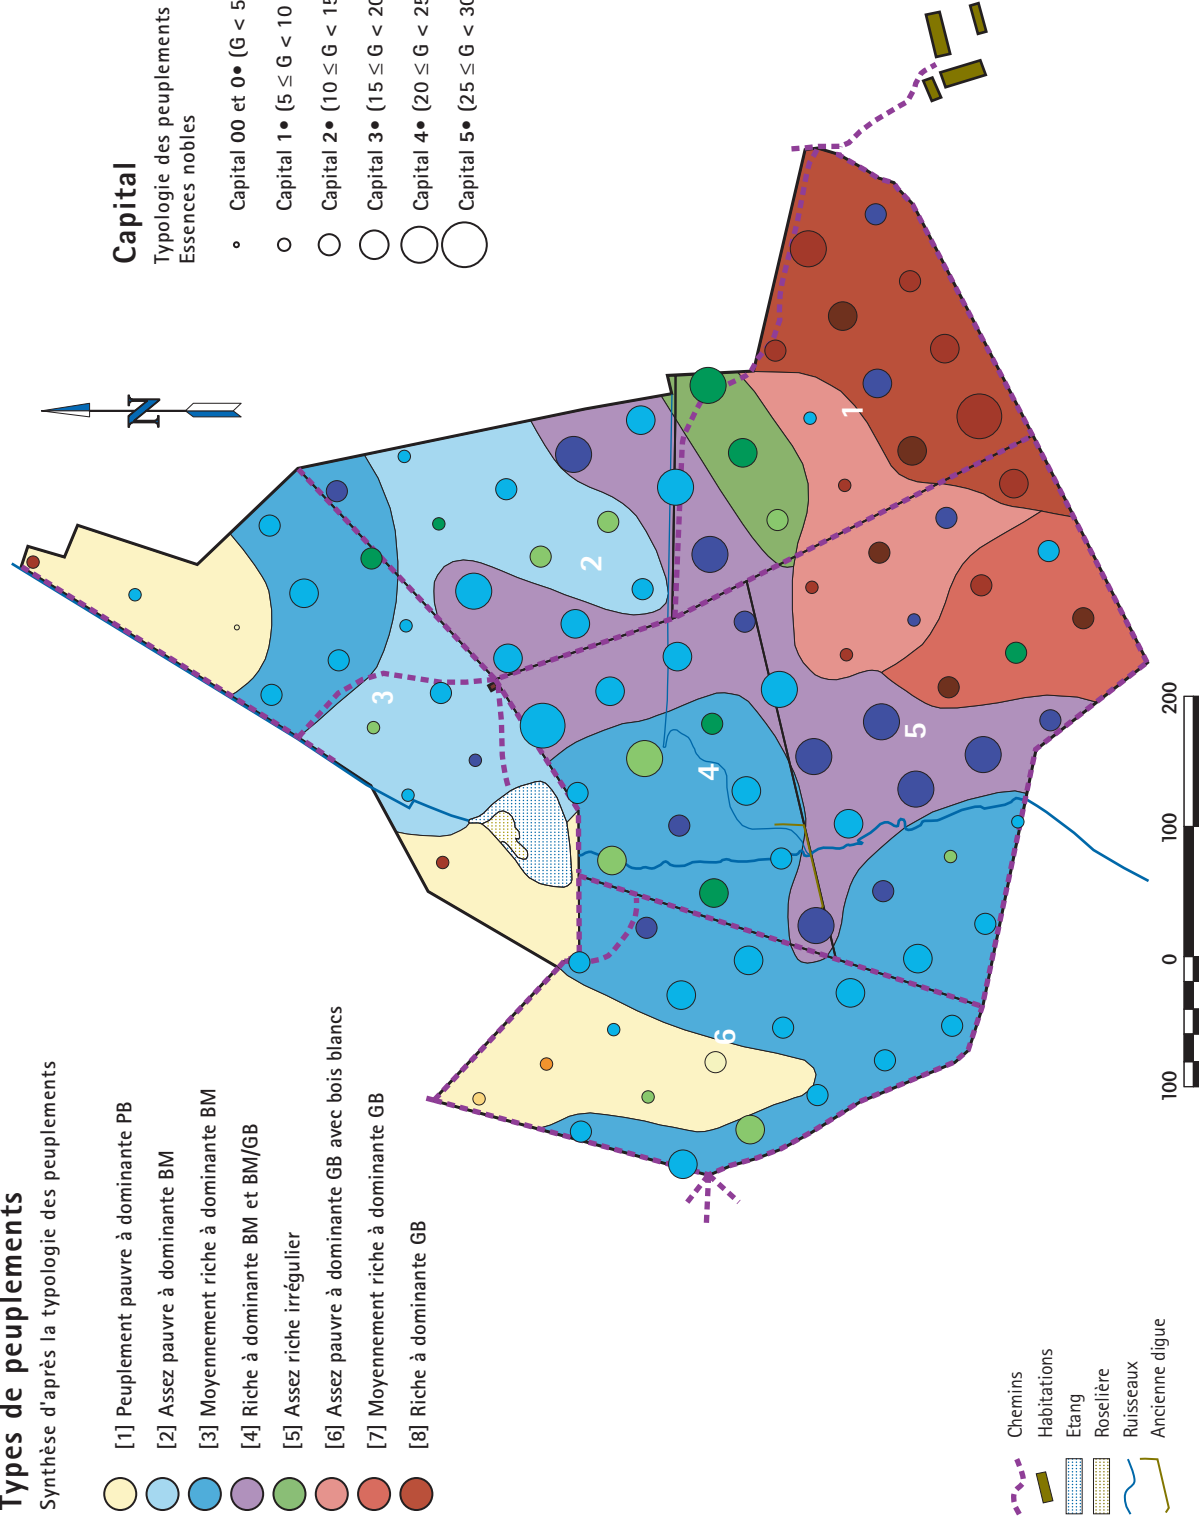 Types de peuplements
Synthèse d'après la typologie des peuplements
[1] Peuplement pauvre à dominante PB
[2] Assez pauvre à dominante BM
[3] Moyennement riche à dominante BM
[4] Riche à dominante BM et BM/GB
[5] Assez riche irrégulier
[6] Assez pauvre à dominante GB avec bois blancs
[7] Moyennement riche à dominante GB
[8] Riche à dominante GB
Capital
Typologie des peuplements
Essences nobles
Capital 00 et 0• (G < 5
Capital 1• (5 ≤ G < 10
Capital 2• (10 ≤ G < 15
Capital 3• (15 ≤ G < 20
Capital 4• (20 ≤ G < 25
Capital 5• (25 ≤ G < 30
N
1
2
3
4
5
6
Chemins
Habitations
Etang
Roselière
Ruisseaux
Ancienne digue
100 0 100 200